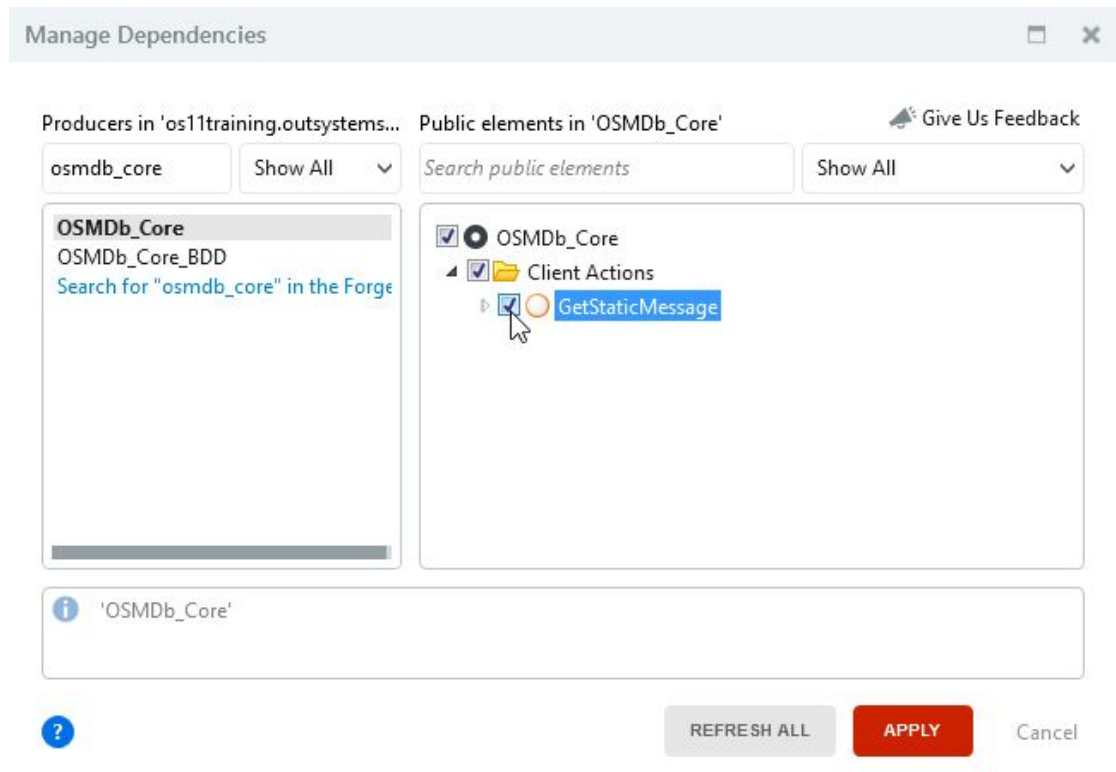 Manage Dependencies
Producers in 'os11training.outsystems...
Public elements in 'OSMDb_Core'
Give Us Feedback
osmdb_core
Show All
Search public elements
Show All
OSMDb_Core
OSMDb_Core_BDD
Search for "osmdb_core" in the Forge
OSMDb_Core
Client Actions
GetStaticMessage
'OSMDb_Core'
REFRESH ALL
APPLY
Cancel